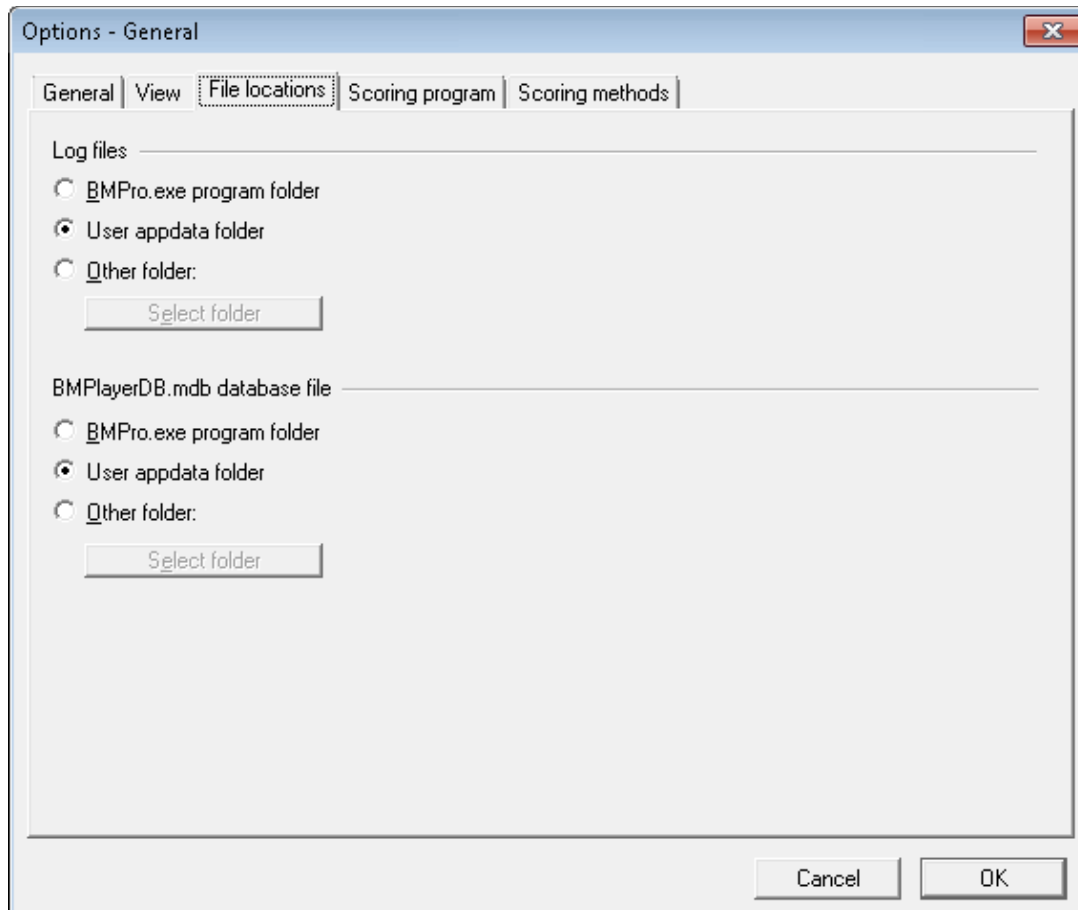 Options - General
General View File locations Scoring program Scoring methods
Log files
BMPro.exe program folder
User appdata folder
Other folder:
Select folder
BMPlayerDB.mdb database file
BMPro.exe program folder
User appdata folder
Other folder:
Select folder
Cancel OK